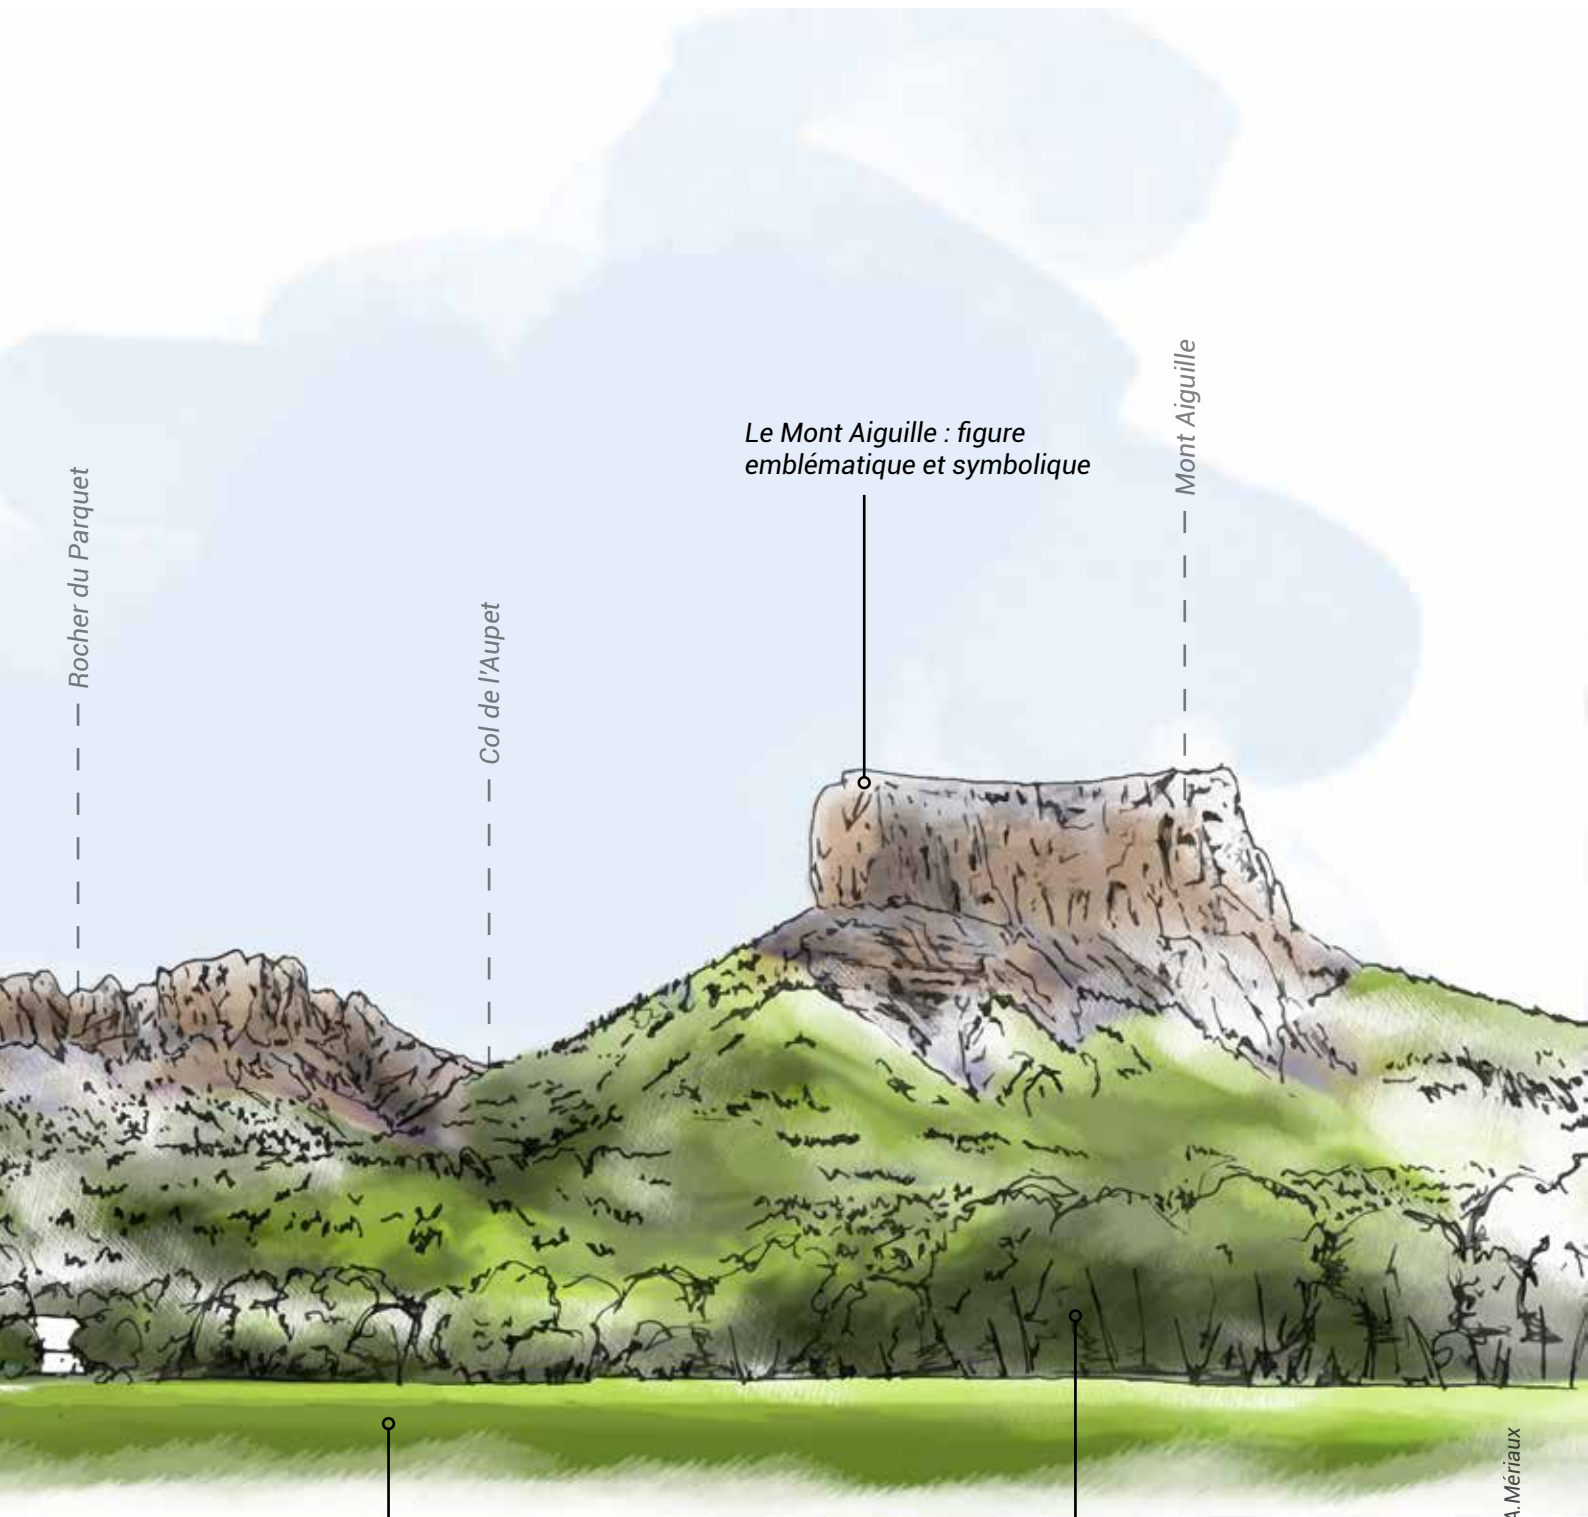 Rocher du Parquet
Col de l'Aupet
Le Mont Aiguille : figure
emblématique et symbolique
Mont Aiguille
A.Mériaux